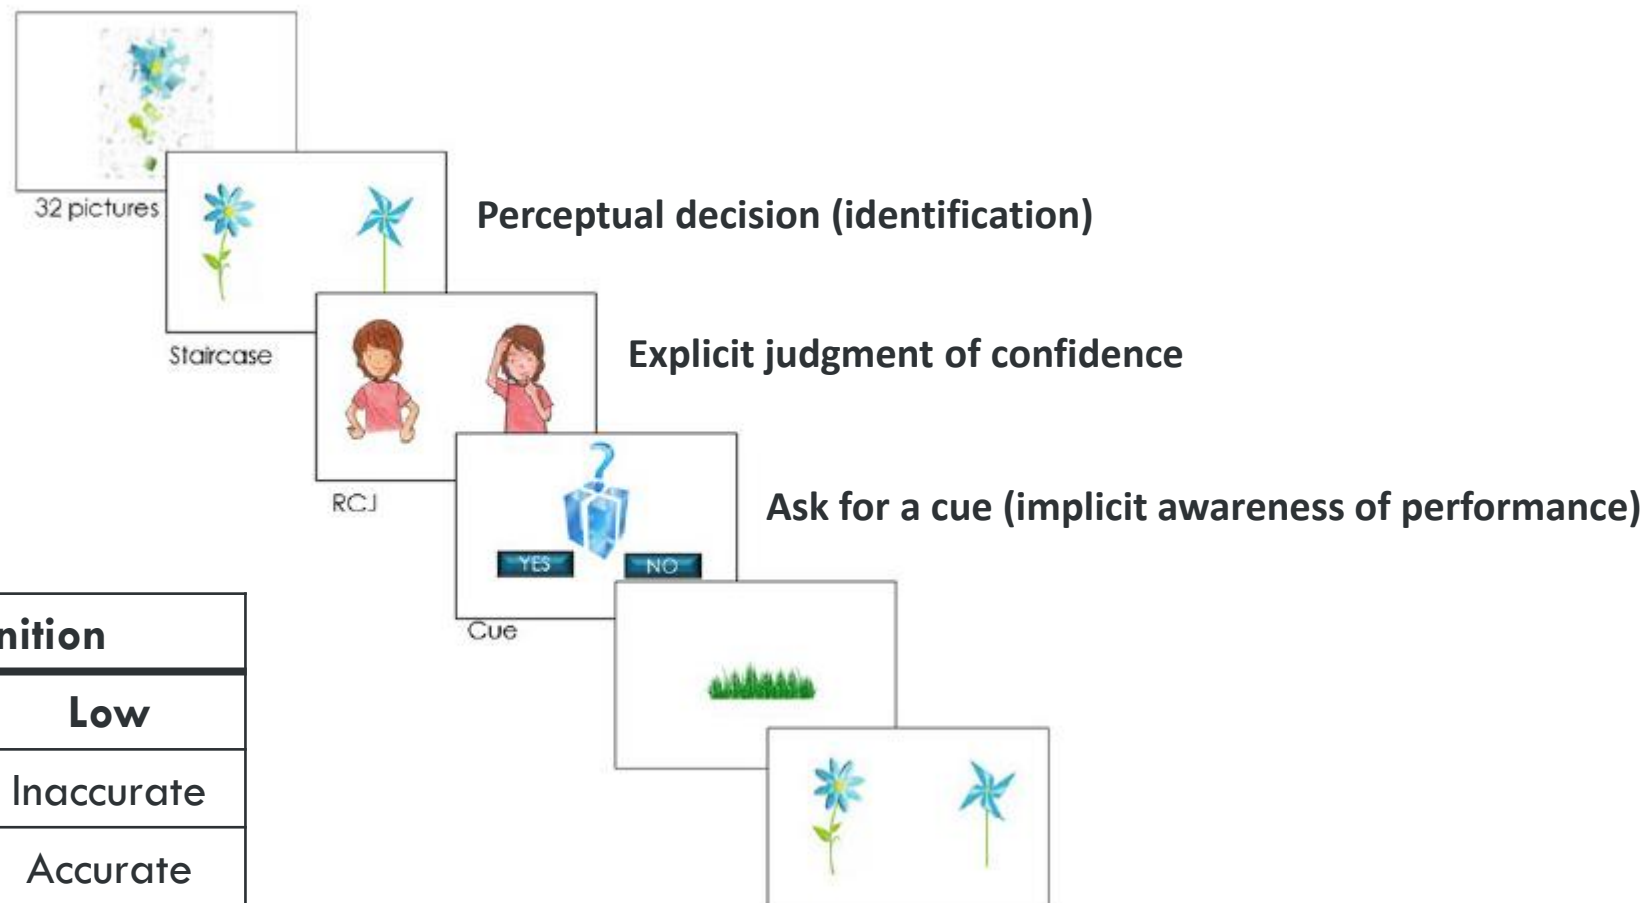 32 pictures
Perceptual decision (identification)
Staircase
Explicit judgment of confidence
RCJ
?
Ask for a cue (implicit awareness of performance)
YES NO
Cue
nition
Low
Inaccurate
Accurate